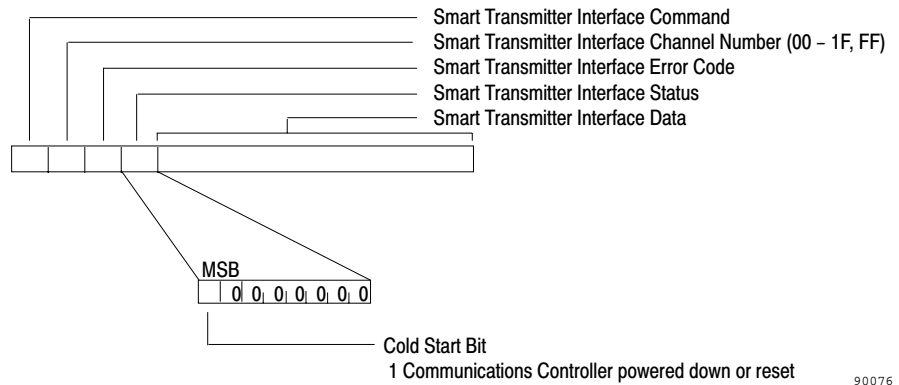 Smart Transmitter Interface Command
Smart Transmitter Interface Channel Number (00 – 1F, FF)
Smart Transmitter Interface Error Code
Smart Transmitter Interface Status
Smart Transmitter Interface Data
MSB
0 0 0 0 0 0 0
Cold Start Bit
1 Communications Controller powered down or reset
90076